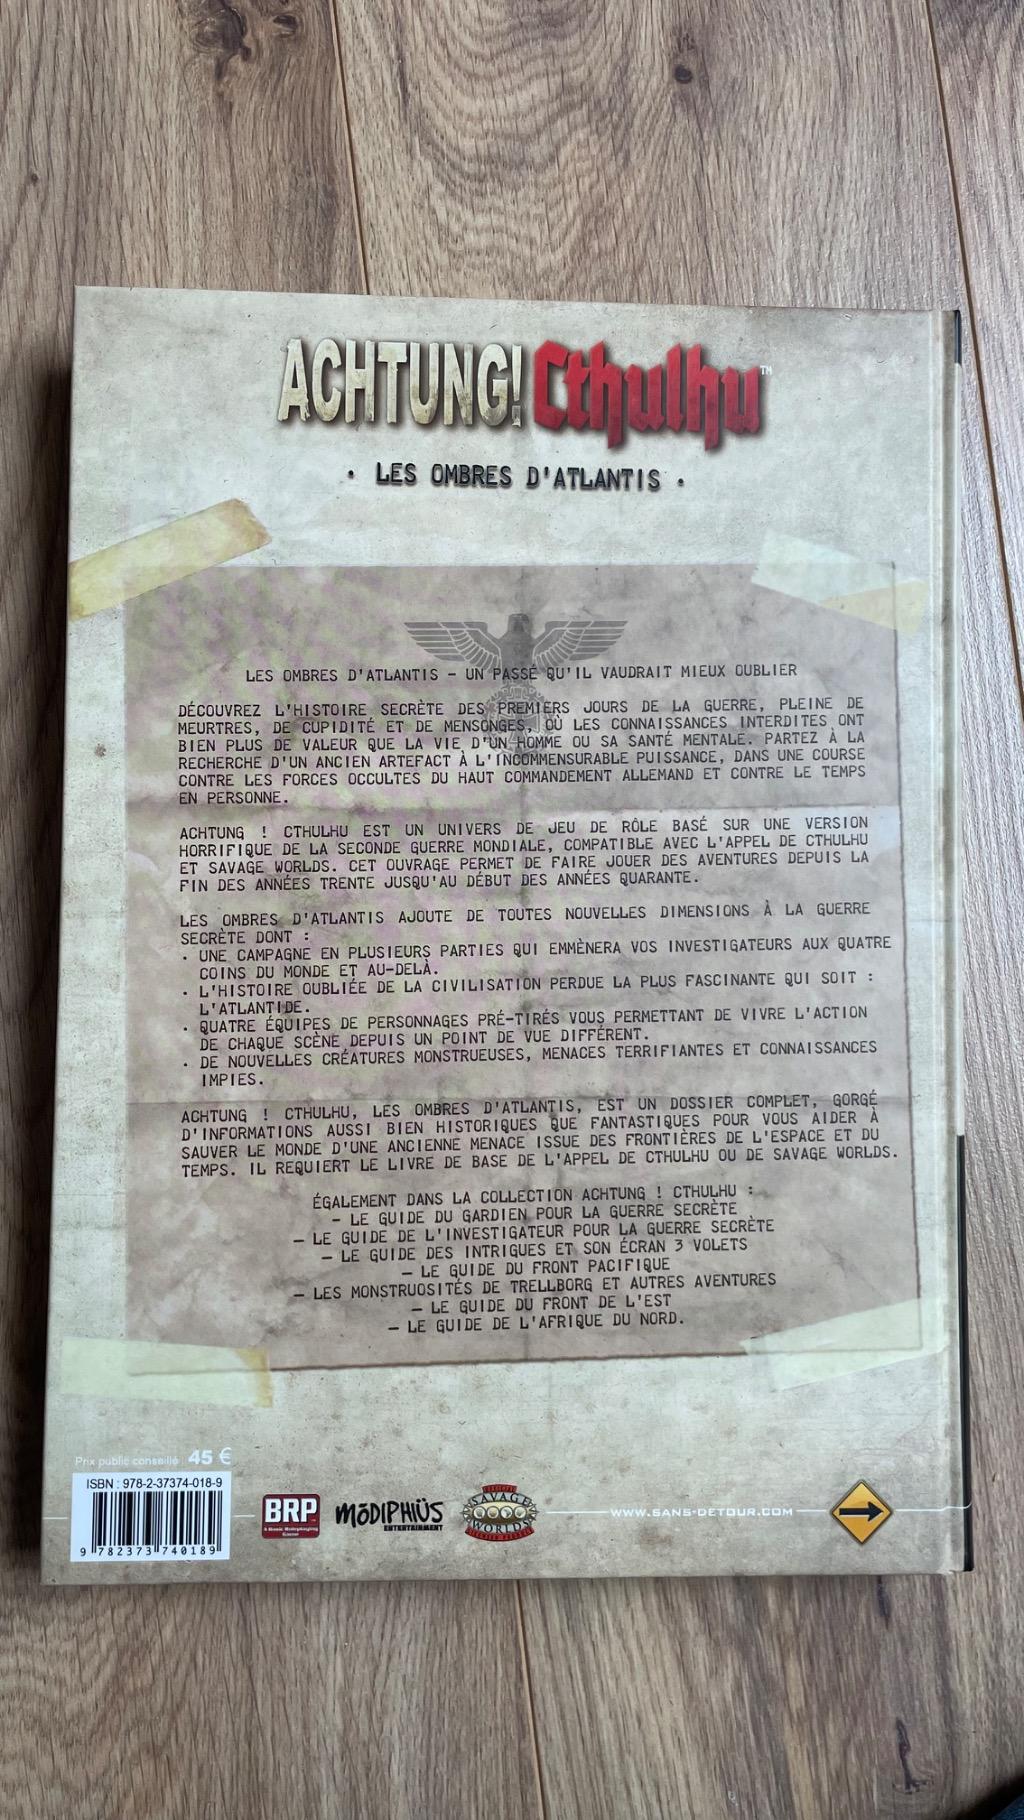 ACHTUNG! Cthulhu™
· LES OMBRES D'ATLANTIS ·
LES OMBRES D'ATLANTIS – UN PASSÉ QU'IL VAUDRAIT MIEUX OUBLIER
DÉCOUVREZ L'HISTOIRE SECRÈTE DES PREMIERS JOURS DE LA GUERRE, PLEINE DE
MEURTRES, DE CUPIDITÉ ET DE MENSONGES, OÙ LES CONNAISSANCES INTERDITES ONT
BIEN PLUS DE VALEUR QUE LA VIE D'UN HOMME OU SA SANTÉ MENTALE. PARTEZ À LA
RECHERCHE D'UN ANCIEN ARTEFACT À L'INCOMMENSURABLE PUISSANCE, DANS UNE COURSE
CONTRE LES FORCES OCCULTES DU HAUT COMMANDEMENT ALLEMAND ET CONTRE LE TEMPS
EN PERSONNE.
ACHTUNG ! CTHULHU EST UN UNIVERS DE JEU DE RÔLE BASÉ SUR UNE VERSION
HORRIFIQUE DE LA SECONDE GUERRE MONDIALE, COMPATIBLE AVEC L'APPEL DE CTHULHU
ET SAVAGE WORLDS. CET OUVRAGE PERMET DE FAIRE JOUER DES AVENTURES DEPUIS LA
FIN DES ANNÉES TRENTE JUSQU'AU DÉBUT DES ANNÉES QUARANTE.
LES OMBRES D'ATLANTIS AJOUTE DE TOUTES NOUVELLES DIMENSIONS À LA GUERRE
SECRÈTE DONT :
· UNE CAMPAGNE EN PLUSIEURS PARTIES QUI EMMÈNERA VOS INVESTIGATEURS AUX QUATRE
COINS DU MONDE ET AU-DELÀ.
· L'HISTOIRE OUBLIÉE DE LA CIVILISATION PERDUE LA PLUS FASCINANTE QUI SOIT :
L'ATLANTIDE.
· QUATRE ÉQUIPES DE PERSONNAGES PRÉ-TIRÉS VOUS PERMETTANT DE VIVRE L'ACTION
DE CHAQUE SCÈNE DEPUIS UN POINT DE VUE DIFFÉRENT.
· DE NOUVELLES CRÉATURES MONSTRUEUSES, MENACES TERRIFIANTES ET CONNAISSANCES
IMPIES.
ACHTUNG ! CTHULHU, LES OMBRES D'ATLANTIS, EST UN DOSSIER COMPLET, GORGÉ
D'INFORMATIONS AUSSI BIEN HISTORIQUES QUE FANTASTIQUES POUR VOUS AIDER À
SAUVER LE MONDE D'UNE ANCIENNE MENACE ISSUE DES FRONTIÈRES DE L'ESPACE ET DU
TEMPS. IL REQUIERT LE LIVRE DE BASE DE L'APPEL DE CTHULHU OU DE SAVAGE WORLDS.
ÉGALEMENT DANS LA COLLECTION ACHTUNG ! CTHULHU :
– LE GUIDE DU GARDIEN POUR LA GUERRE SECRÈTE
– LE GUIDE DE L'INVESTIGATEUR POUR LA GUERRE SECRÈTE
– LE GUIDE DES INTRIGUES ET SON ÉCRAN 3 VOLETS
– LE GUIDE DU FRONT PACIFIQUE
– LES MONSTRUOSITÉS DE TRELLBORG ET AUTRES AVENTURES
– LE GUIDE DU FRONT DE L'EST
– LE GUIDE DE L'AFRIQUE DU NORD.
Prix public conseillé : 45 €
ISBN : 978-2-37374-018-9
9 782373 740189
BRP
MōDIPHIÜS
ENTERTAINMENT
SAVAGE
WORLDS
WWW.SANS-DETOUR.COM